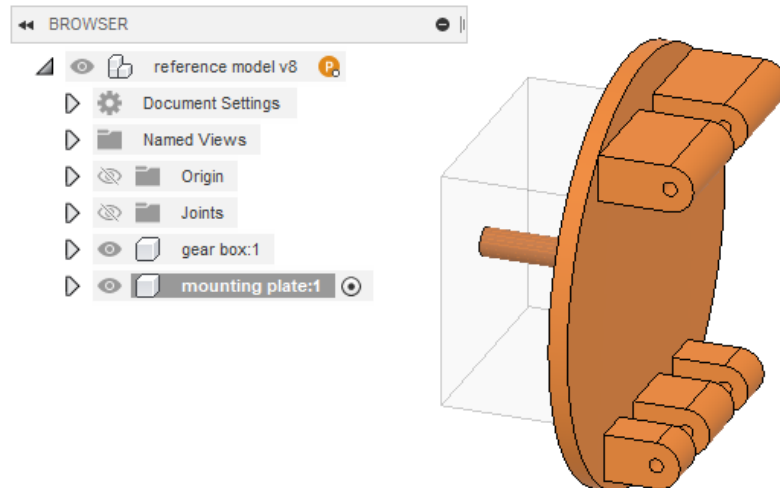 BROWSER
reference model v8 P
Document Settings
Named Views
Origin
Joints
gear box:1
mounting plate:1